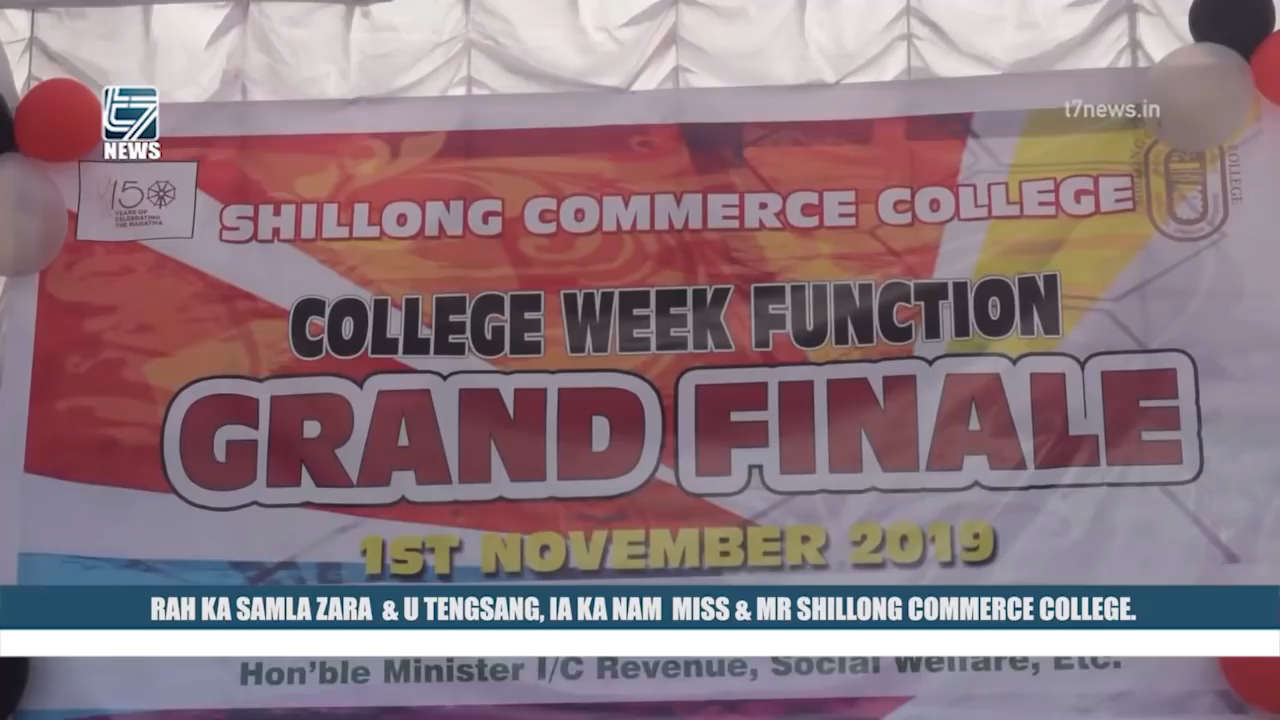 T7
NEWS
t7news.in
150
YEARS OF
CELEBRATING
THE MAHATMA
SHILLONG COMMERCE COLLEGE
COLLEGE
COLLEGE WEEK FUNCTION
GRAND FINALE
1ST NOVEMBER 2019
RAH KA SAMLA ZARA & U TENGSANG, IA KA NAM MISS & MR SHILLONG COMMERCE COLLEGE.
Hon'ble Minister I/C Revenue, Social Welfare, Etc.